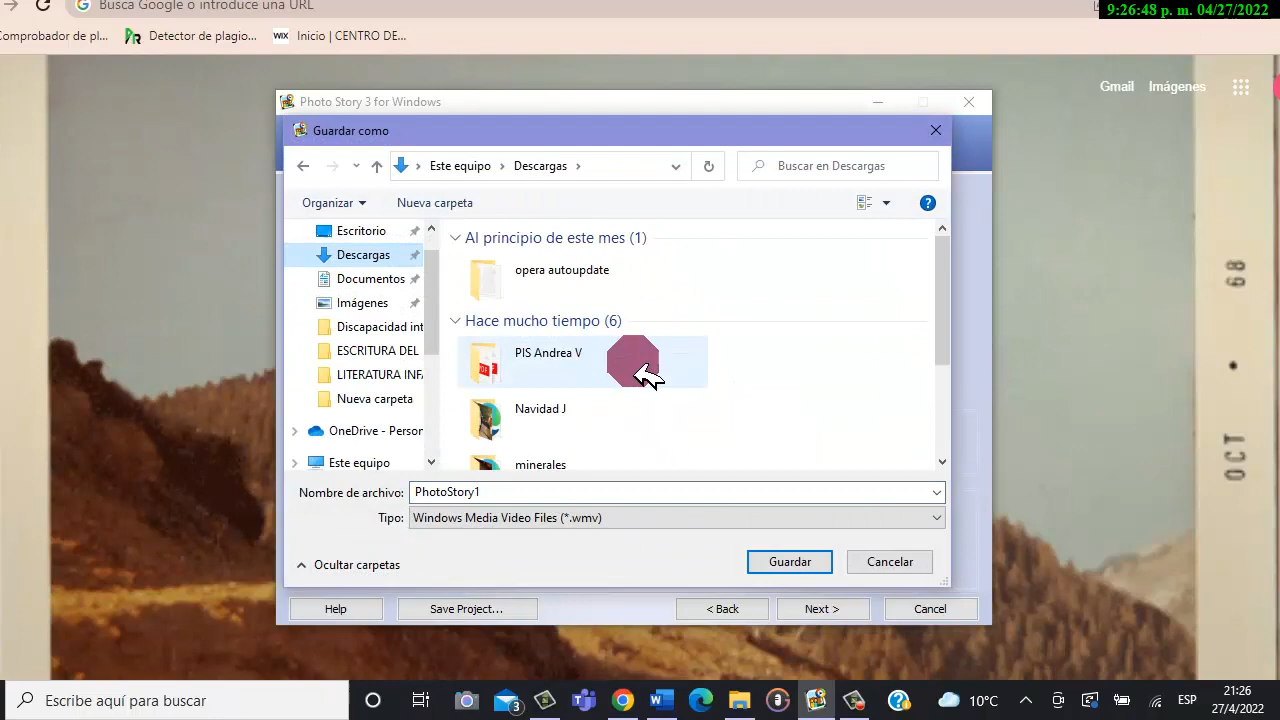 Busca Google o introduce una URL
9:26:48 p. m. 04/27/2022
Comprobador de pl...
Detector de plagio...
WIX
Inicio | CENTRO DE...
Gmail
Imágenes
Photo Story 3 for Windows
Guardar como
Este equipo
Descargas
Buscar en Descargas
Organizar
Nueva carpeta
Escritorio
Descargas
Documentos
Imágenes
Discapacidad int
ESCRITURA DEL
LITERATURA INFA
Nueva carpeta
OneDrive - Person
Este equipo
Al principio de este mes (1)
opera autoupdate
Hace mucho tiempo (6)
PIS Andrea V
PDF
Navidad J
minerales
Nombre de archivo:
PhotoStory1
Tipo:
Windows Media Video Files (*.wmv)
Ocultar carpetas
Guardar
Cancelar
Help
Save Project...
< Back
Next >
Cancel
OCT • 68
Escribe aquí para buscar
3
10°C
ESP
21:26
27/4/2022